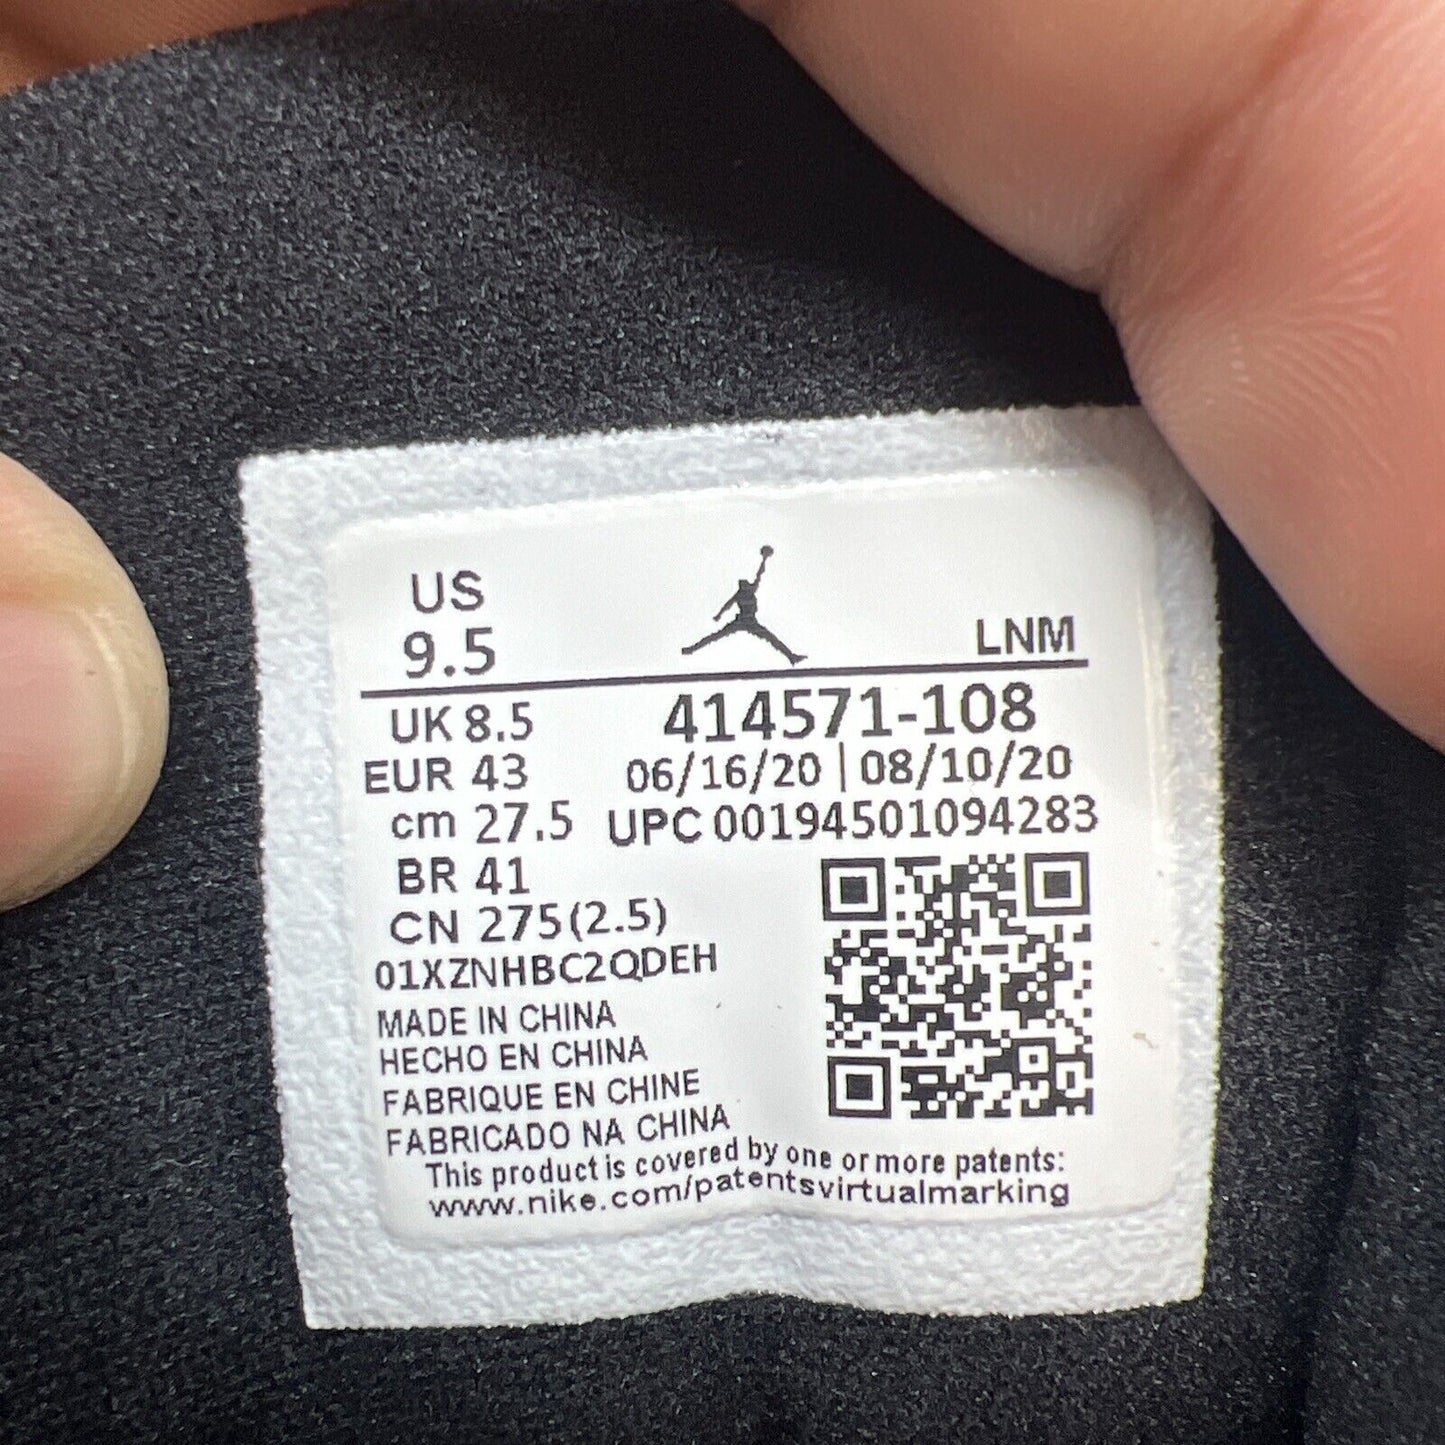 US
9.5
LNM
UK 8.5
414571-108
EUR 43
06/16/20 | 08/10/20
cm 27.5
UPC 00194501094283
BR 41
CN 275(2.5)
01XZNHBC2QDEH
MADE IN CHINA
HECHO EN CHINA
FABRIQUE EN CHINE
FABRICADO NA CHINA
This product is covered by one or more patents:
www.nike.com/patentsvirtualmarking